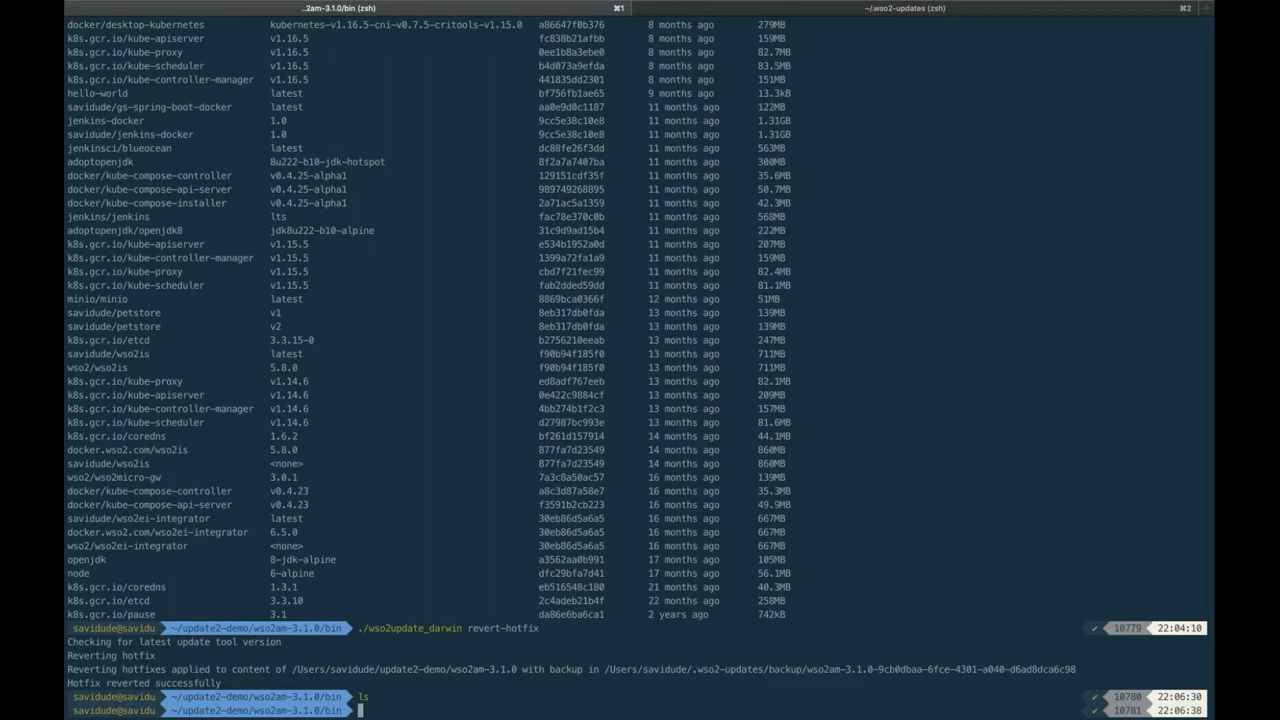 ..2am-3.1.0/bin (zsh) ⌘1 ~/.wso2-updates (zsh) ⌘2
docker/desktop-kubernetes kubernetes-v1.16.5-cni-v0.7.5-critools-v1.15.0 a86647f0b376 8 months ago 279MB
k8s.gcr.io/kube-apiserver v1.16.5 fc838b21afbb 8 months ago 159MB
k8s.gcr.io/kube-proxy v1.16.5 0ee1b8a3ebe0 8 months ago 82.7MB
k8s.gcr.io/kube-scheduler v1.16.5 b4d073a9efda 8 months ago 83.5MB
k8s.gcr.io/kube-controller-manager v1.16.5 441835dd2301 8 months ago 151MB
hello-world latest bf756fb1ae65 9 months ago 13.3kB
savidude/gs-spring-boot-docker latest aa0e9d0c1187 11 months ago 122MB
jenkins-docker 1.0 9cc5e38c10e8 11 months ago 1.31GB
savidude/jenkins-docker 1.0 9cc5e38c10e8 11 months ago 1.31GB
jenkinsci/blueocean latest dc88fe26f3dd 11 months ago 563MB
adoptopenjdk 8u222-b10-jdk-hotspot 8f2a7a7407ba 11 months ago 300MB
docker/kube-compose-controller v0.4.25-alpha1 129151cdf35f 11 months ago 35.6MB
docker/kube-compose-api-server v0.4.25-alpha1 989749268895 11 months ago 50.7MB
docker/kube-compose-installer v0.4.25-alpha1 2a71ac5a1359 11 months ago 42.3MB
jenkins/jenkins lts fac78e370c0b 11 months ago 568MB
adoptopenjdk/openjdk8 jdk8u222-b10-alpine 31c9d9ad15b4 11 months ago 222MB
k8s.gcr.io/kube-apiserver v1.15.5 e534b1952a0d 11 months ago 207MB
k8s.gcr.io/kube-controller-manager v1.15.5 1399a72fa1a9 11 months ago 159MB
k8s.gcr.io/kube-proxy v1.15.5 cbd7f21fec99 11 months ago 82.4MB
k8s.gcr.io/kube-scheduler v1.15.5 fab2dded59dd 11 months ago 81.1MB
minio/minio latest 8869bca0366f 12 months ago 51MB
savidude/petstore v1 8eb317db0fda 13 months ago 139MB
savidude/petstore v2 8eb317db0fda 13 months ago 139MB
k8s.gcr.io/etcd 3.3.15-0 b2756210eeab 13 months ago 247MB
savidude/wso2is latest f90b94f185f0 13 months ago 711MB
wso2/wso2is 5.8.0 f90b94f185f0 13 months ago 711MB
k8s.gcr.io/kube-proxy v1.14.6 ed8adf767eeb 13 months ago 82.1MB
k8s.gcr.io/kube-apiserver v1.14.6 0e422c9884cf 13 months ago 209MB
k8s.gcr.io/kube-controller-manager v1.14.6 4bb274b1f2c3 13 months ago 157MB
k8s.gcr.io/kube-scheduler v1.14.6 d27987bc993e 13 months ago 81.6MB
k8s.gcr.io/coredns 1.6.2 bf261d157914 14 months ago 44.1MB
docker.wso2.com/wso2is 5.8.0 877fa7d23549 14 months ago 860MB
savidude/wso2is <none> 877fa7d23549 14 months ago 860MB
wso2/wso2micro-gw 3.0.1 7a3c8a50ac57 16 months ago 139MB
docker/kube-compose-controller v0.4.23 a8c3d87a58e7 16 months ago 35.3MB
docker/kube-compose-api-server v0.4.23 f3591b2cb223 16 months ago 49.9MB
savidude/wso2ei-integrator latest 30eb86d5a6a5 16 months ago 667MB
docker.wso2.com/wso2ei-integrator 6.5.0 30eb86d5a6a5 16 months ago 667MB
wso2/wso2ei-integrator <none> 30eb86d5a6a5 16 months ago 667MB
openjdk 8-jdk-alpine a3562aa0b991 17 months ago 105MB
node 6-alpine dfc29bfa7d41 17 months ago 56.1MB
k8s.gcr.io/coredns 1.3.1 eb516548c180 21 months ago 40.3MB
k8s.gcr.io/etcd 3.3.10 2c4adeb21b4f 22 months ago 258MB
k8s.gcr.io/pause 3.1 da86e6ba6ca1 2 years ago 742kB
savidude@savidu ~/update2-demo/wso2am-3.1.0/bin ./wso2update_darwin revert-hotfix ✔ 10779 22:04:10
Checking for latest update tool version
Reverting hotfix
Reverting hotfixes applied to content of /Users/savidude/update2-demo/wso2am-3.1.0 with backup in /Users/savidude/.wso2-updates/backup/wso2am-3.1.0-9cb0dbaa-6fce-4301-a040-d6ad8dca6c98
Hotfix reverted successfully
savidude@savidu ~/update2-demo/wso2am-3.1.0/bin ls ✔ 10780 22:06:30
savidude@savidu ~/update2-demo/wso2am-3.1.0/bin ✔ 10781 22:06:38